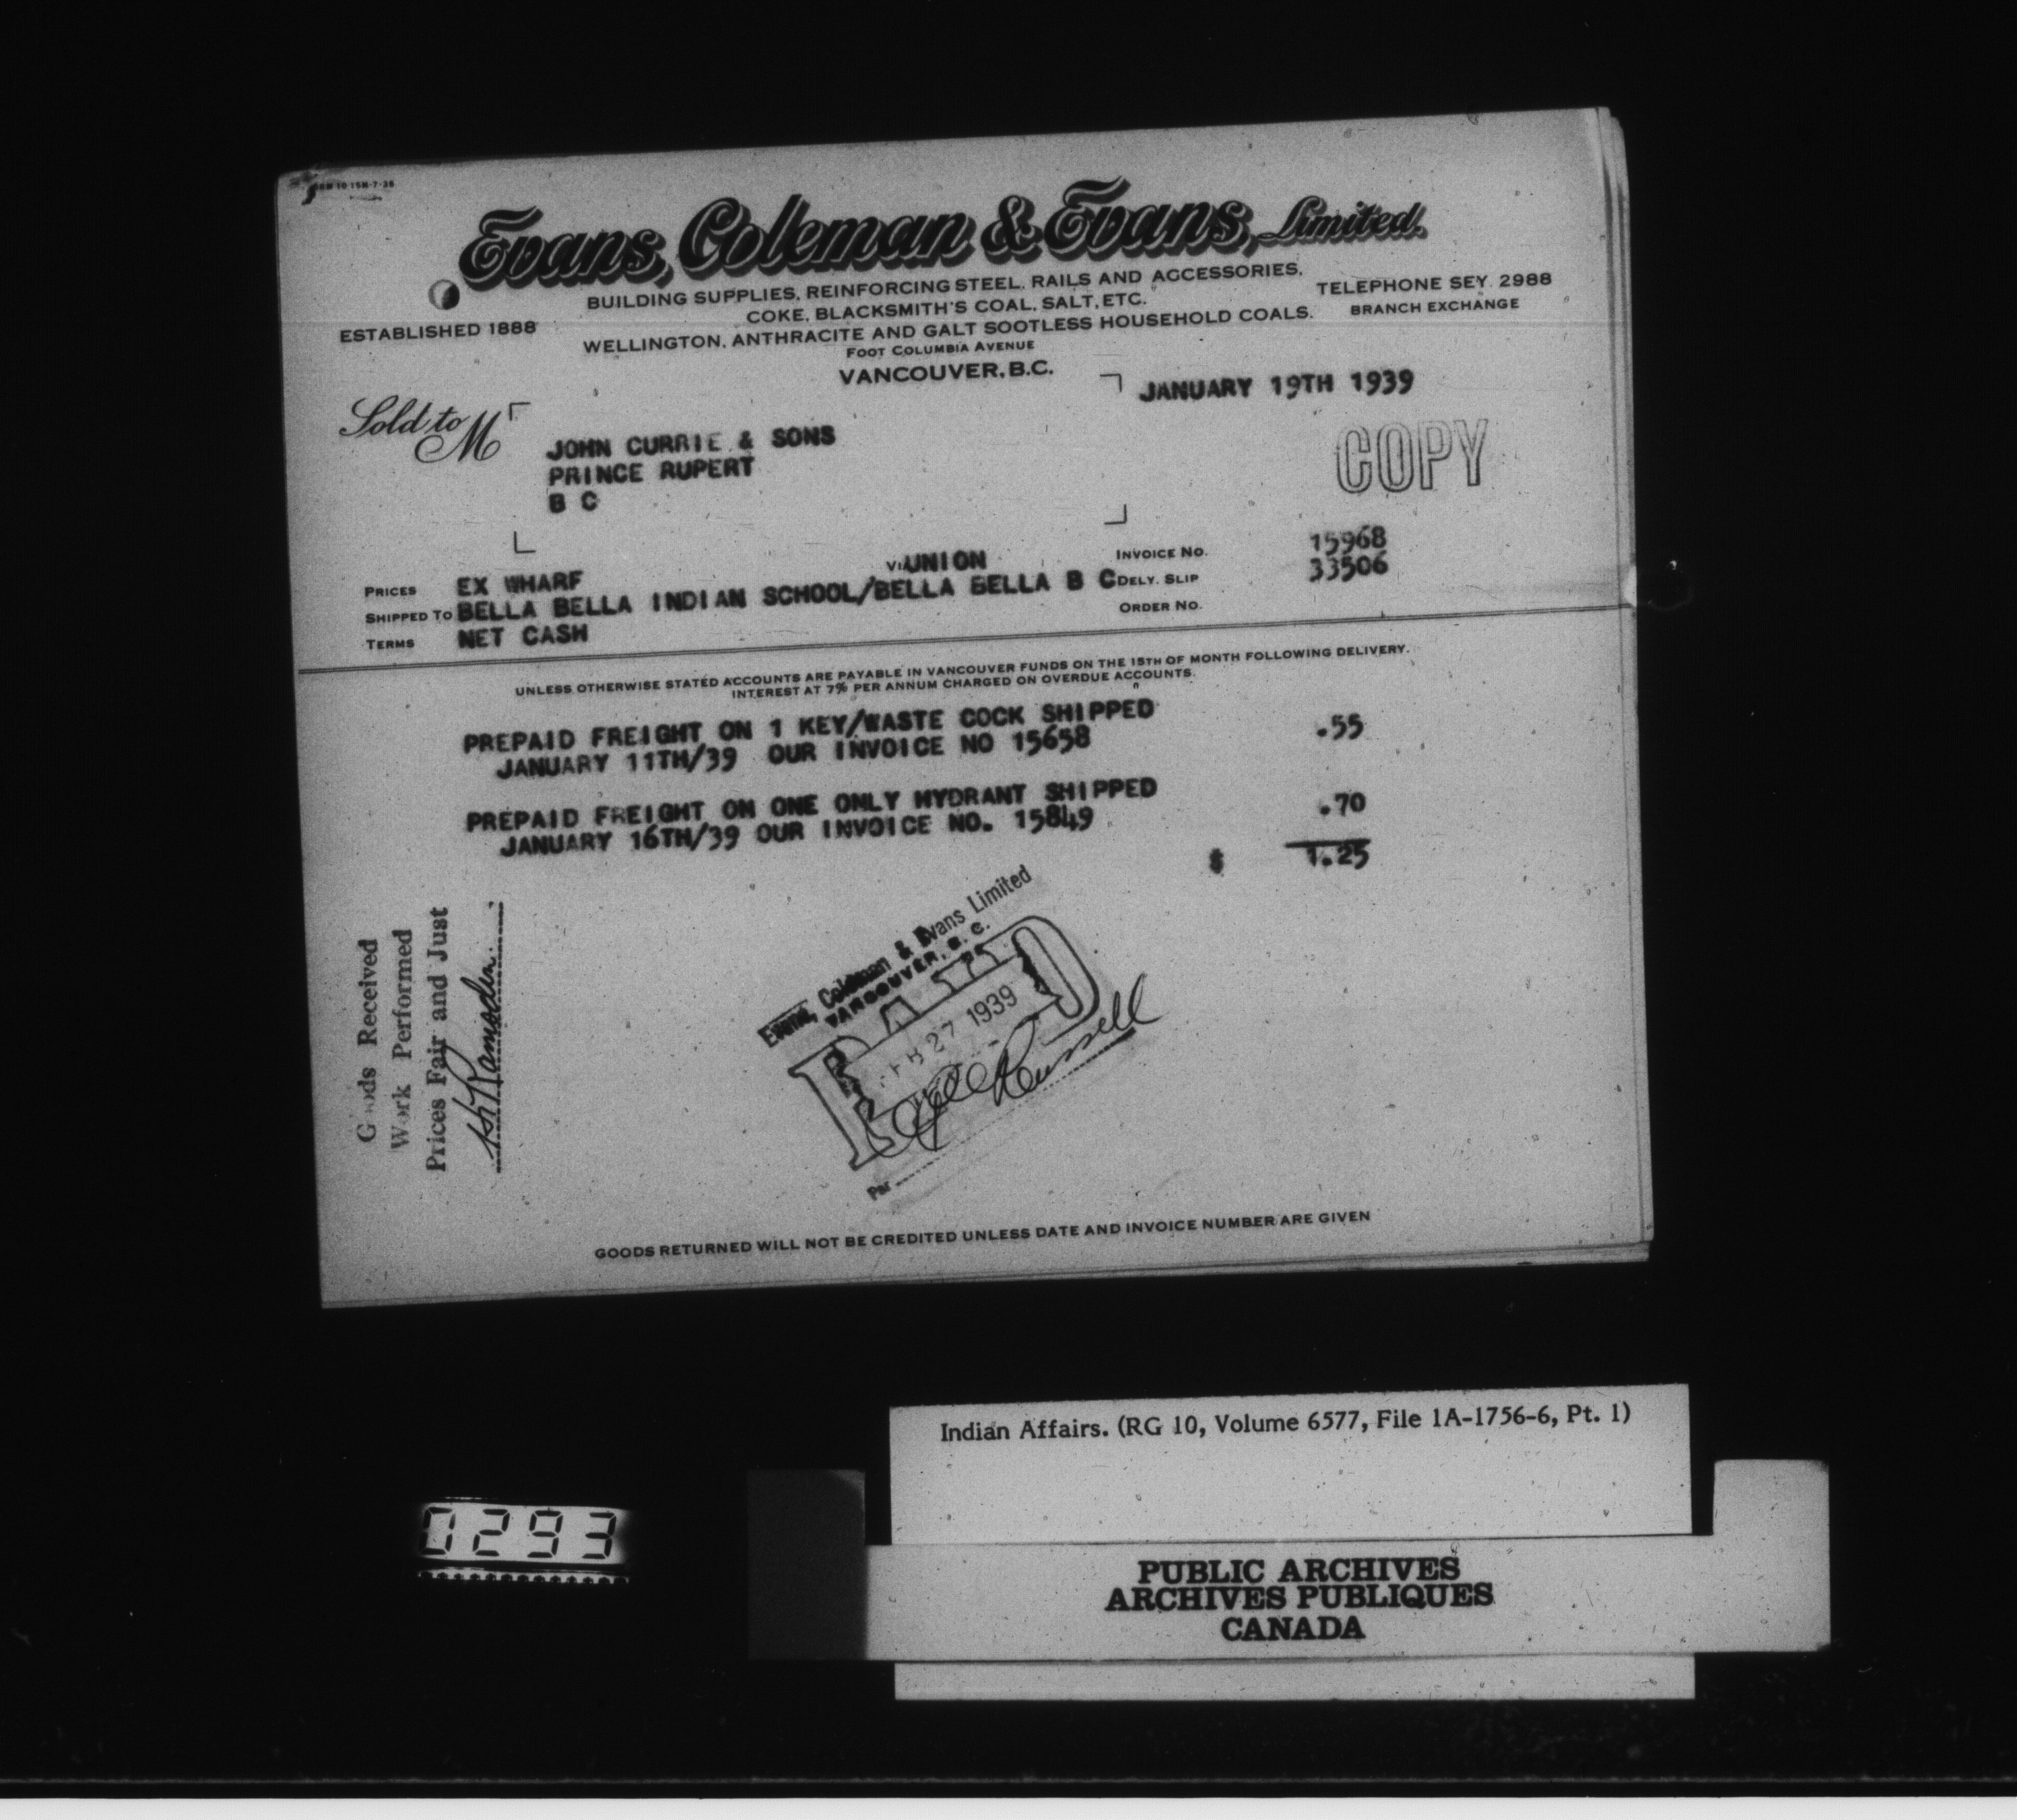 Evans, Coleman & Evans, Limited.
BUILDING SUPPLIES, REINFORCING STEEL, RAILS AND ACCESSORIES,
COKE, BLACKSMITH'S COAL, SALT, ETC.
WELLINGTON, ANTHRACITE AND GALT SOOTLESS HOUSEHOLD COALS.
TELEPHONE SEY. 2988
BRANCH EXCHANGE
ESTABLISHED 1888
FOOT COLUMBIA AVENUE
VANCOUVER, B.C.
JANUARY 19TH 1939
Sold to M
JOHN CURRIE & SONS
PRINCE RUPERT
B C
COPY
PRICES EX WHARF VIA UNION INVOICE NO. 15968
SHIPPED TO BELLA BELLA INDIAN SCHOOL/BELLA BELLA B C DELY. SLIP 33506
TERMS NET CASH ORDER NO.
UNLESS OTHERWISE STATED ACCOUNTS ARE PAYABLE IN VANCOUVER FUNDS ON THE 15TH OF MONTH FOLLOWING DELIVERY.
INTEREST AT 7% PER ANNUM CHARGED ON OVERDUE ACCOUNTS.
PREPAID FREIGHT ON 1 KEY/WASTE COCK SHIPPED .55
JANUARY 11TH/39 OUR INVOICE NO 15658
PREPAID FREIGHT ON ONE ONLY HYDRANT SHIPPED .70
JANUARY 16TH/39 OUR INVOICE NO. 15849
$ 1.25
Goods Received
Work Performed
Prices Fair and Just
Evans, Coleman & Evans Limited
VANCOUVER, B. C.
PAID
FEB 27 1939
Russell
Per
GOODS RETURNED WILL NOT BE CREDITED UNLESS DATE AND INVOICE NUMBER ARE GIVEN
Indian Affairs. (RG 10, Volume 6577, File 1A-1756-6, Pt. 1)
0293
PUBLIC ARCHIVES
ARCHIVES PUBLIQUES
CANADA